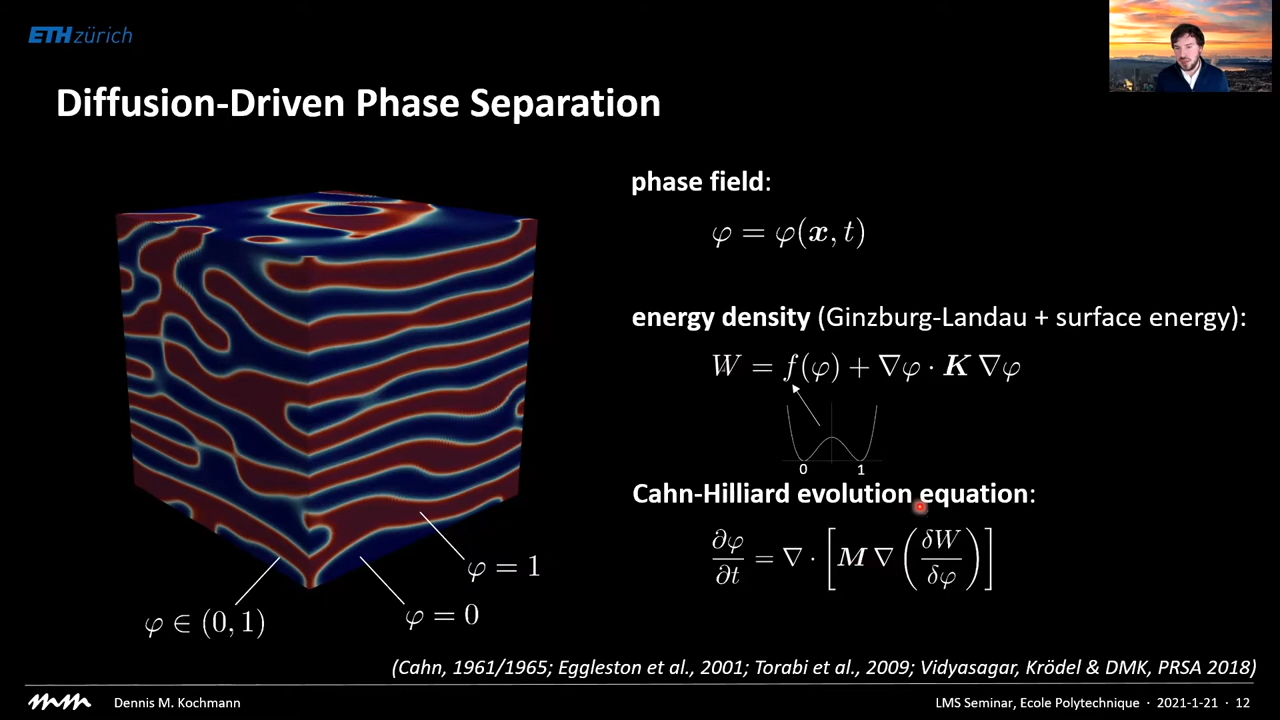 ETH zürich
Diffusion-Driven Phase Separation
phase field:
φ = φ(x, t)
energy density (Ginzburg-Landau + surface energy):
W = f(φ) + ∇φ · K ∇φ
0 1
Cahn-Hilliard evolution equation:
∂φ/∂t = ∇ · [M ∇ (δW/δφ)]
φ = 1
φ = 0
φ ∈ (0, 1)
(Cahn, 1961/1965; Eggleston et al., 2001; Torabi et al., 2009; Vidyasagar, Krödel & DMK, PRSA 2018)
Dennis M. Kochmann
LMS Seminar, Ecole Polytechnique · 2021-1-21 · 12